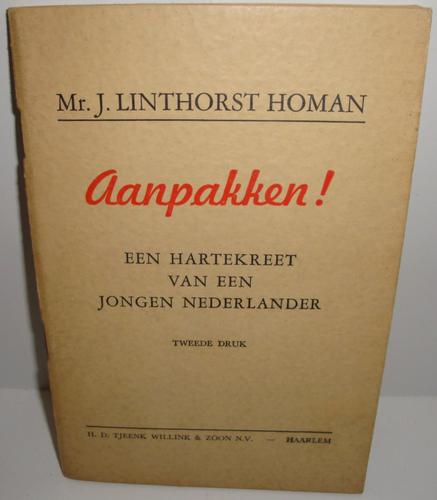 Mr. J. LINTHORST HOMAN
Aanpakken!
EEN HARTEKREET
VAN EEN
JONGEN NEDERLANDER
TWEEDE DRUK
H. D. TJEENK WILLINK & ZOON N.V. — HAARLEM